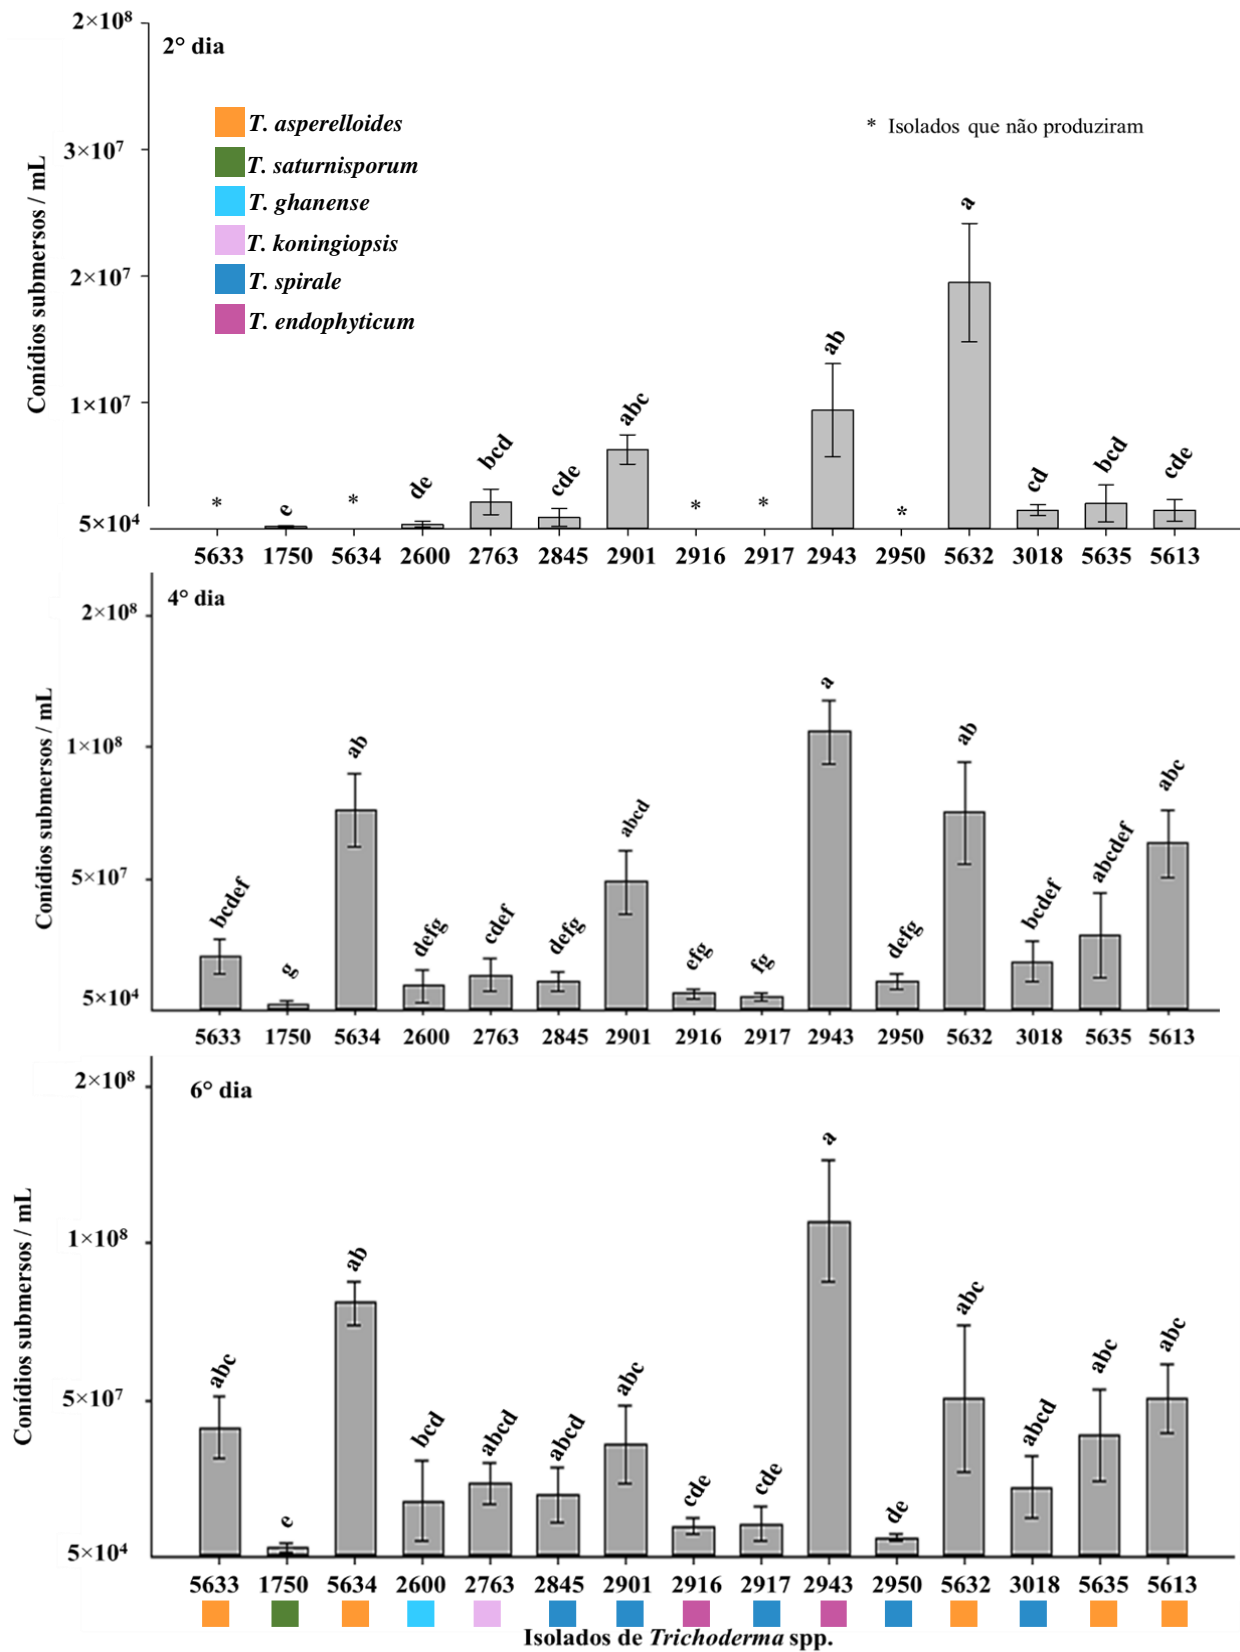 2×10⁸
2° dia
T. asperelloides
* Isolados que não produziram
3×10⁷
T. saturnisporum
T. ghanense
T. koningiopsis
2×10⁷
T. spirale
T. endophyticum
1×10⁷
5×10⁴
Conídios submersos / mL
* e * de bcd cde abc * * ab * a cd bcd cde
5633 1750 5634 2600 2763 2845 2901 2916 2917 2943 2950 5632 3018 5635 5613
4° dia
2×10⁸
1×10⁸
5×10⁷
5×10⁴
Conídios submersos / mL
bcdef g ab defg cdef defg abcd efg fg a defg ab bcdef abcdef abc
5633 1750 5634 2600 2763 2845 2901 2916 2917 2943 2950 5632 3018 5635 5613
2×10⁸
6° dia
1×10⁸
5×10⁷
5×10⁴
Conídios submersos / mL
abc e ab bcd abcd abcd abc cde cde a de abc abcd abc abc
5633 1750 5634 2600 2763 2845 2901 2916 2917 2943 2950 5632 3018 5635 5613
Isolados de Trichoderma spp.